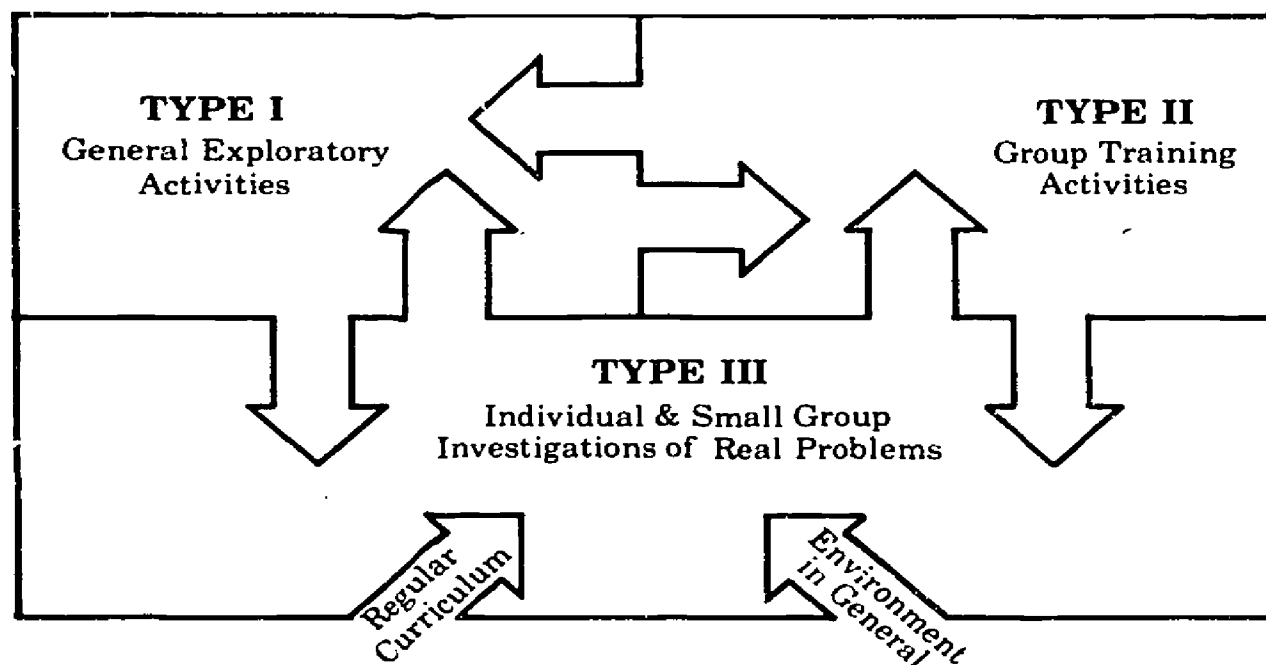 TYPE I
General Exploratory
Activities
TYPE II
Group Training
Activities
TYPE III
Individual & Small Group
Investigations of Real Problems
Regular
Curriculum
Environment
in General